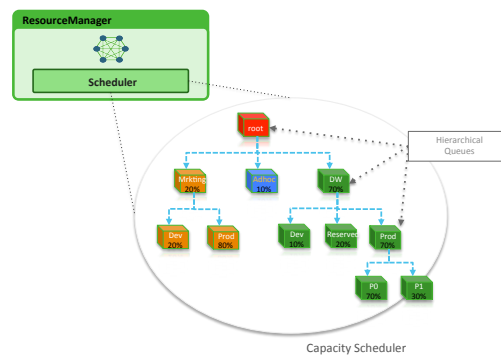 ResourceManager
Scheduler
root
Hierarchical
Queues
Mrkting
20%
Adhoc
10%
DW
70%
Dev
20%
Prod
80%
Dev
10%
Reserved
20%
Prod
70%
P0
70%
P1
30%
Capacity Scheduler